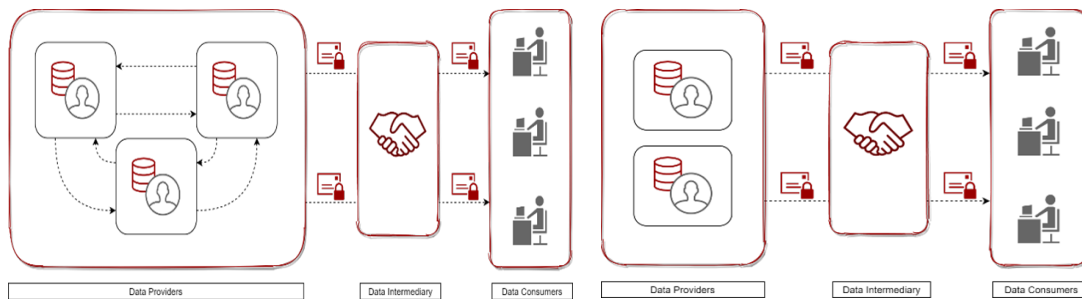 Data Providers
Data Intermediary
Data Consumers
Data Providers
Data Intermediary
Data Consumers